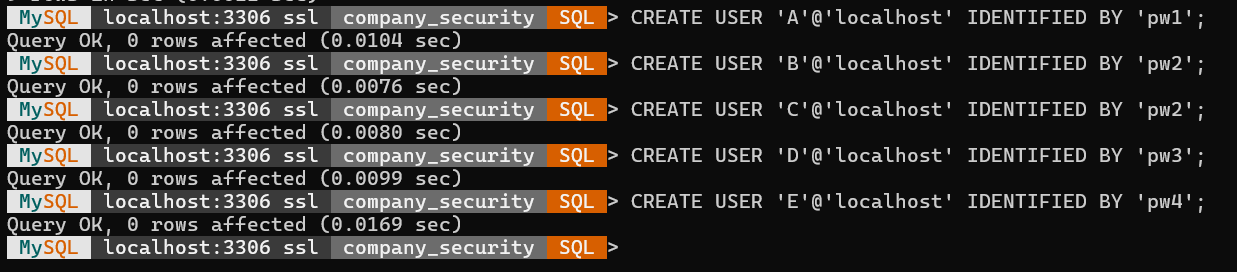 MySQL localhost:3306 ssl company_security SQL > CREATE USER 'A'@'localhost' IDENTIFIED BY 'pw1';
Query OK, 0 rows affected (0.0104 sec)
MySQL localhost:3306 ssl company_security SQL > CREATE USER 'B'@'localhost' IDENTIFIED BY 'pw2';
Query OK, 0 rows affected (0.0076 sec)
MySQL localhost:3306 ssl company_security SQL > CREATE USER 'C'@'localhost' IDENTIFIED BY 'pw2';
Query OK, 0 rows affected (0.0080 sec)
MySQL localhost:3306 ssl company_security SQL > CREATE USER 'D'@'localhost' IDENTIFIED BY 'pw3';
Query OK, 0 rows affected (0.0099 sec)
MySQL localhost:3306 ssl company_security SQL > CREATE USER 'E'@'localhost' IDENTIFIED BY 'pw4';
Query OK, 0 rows affected (0.0169 sec)
MySQL localhost:3306 ssl company_security SQL >